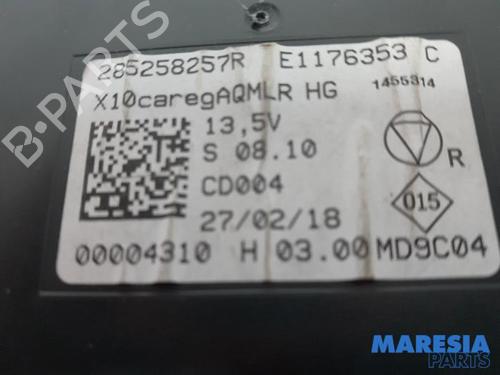 285258257R E1176353 C
X10caregAQMLR HG 1455314
13,5V
S 08.10
R
CD004
015
27/02/18
00004310 H 03.00 MD9C04
B-PARTS
MARESIA
PARTS